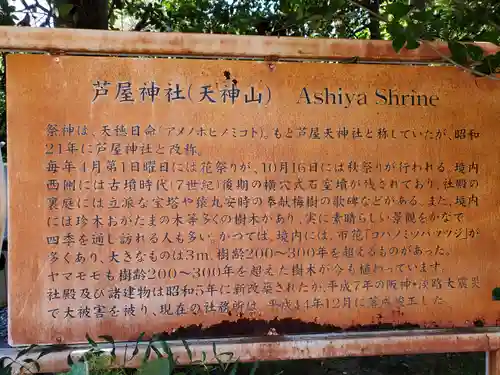 芦屋神社(天神山) Ashiya Shrine
祭神は、天穂日命(アメノホヒノミコト)。もと芦屋天神社と称していたが、昭和
21年に芦屋神社と改称。
毎年4月第1日曜日には花祭りが、10月16日には秋祭りが行われる。境内
西側には古墳時代(7世紀)後期の横穴式石室墳が残されており、社殿の
裏庭には立派な宝塔や猿丸安時の奉献梅樹の歌碑などがある。また、境内
には珍木おがたまの木等多くの樹木があり、実に素晴らしい景観をかなで
四季を通し訪れる人も多い。かつては、境内には、市花「コバノミツバツツジ」が
多くあり、大きなものは3m、樹齢200〜300年を超えるものがあった。
ヤマモモも樹齢200〜300年を超えた樹木が今も植わっています。
社殿及び諸建物は昭和5年に新改築されたが、平成7年の阪神・淡路大震災
で大被害を被り、現在の社務所は、平成14年12月に落成竣工した。